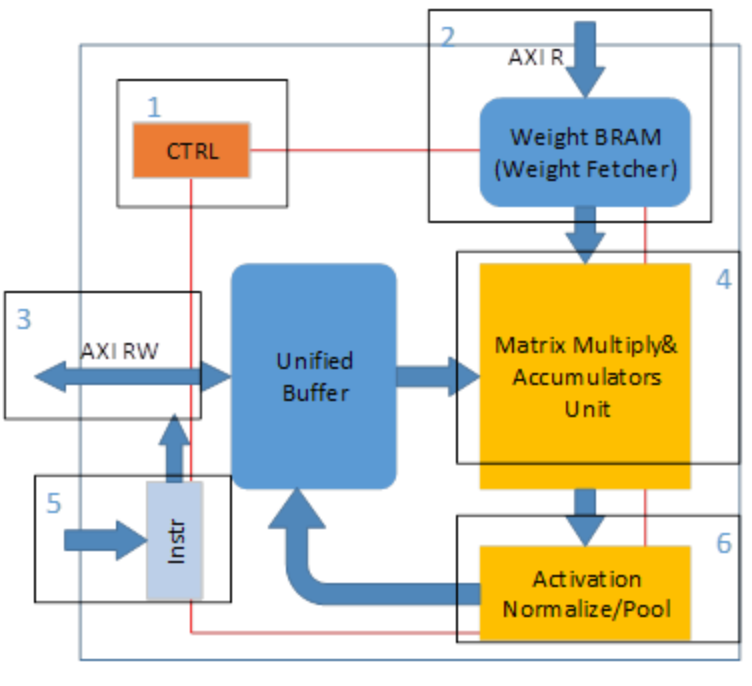 2
AXI R
1
CTRL
Weight BRAM
(Weight Fetcher)
4
3
AXI RW
Unified
Buffer
Matrix Multiply&
Accumulators
Unit
5
Instr
6
Activation
Normalize/Pool